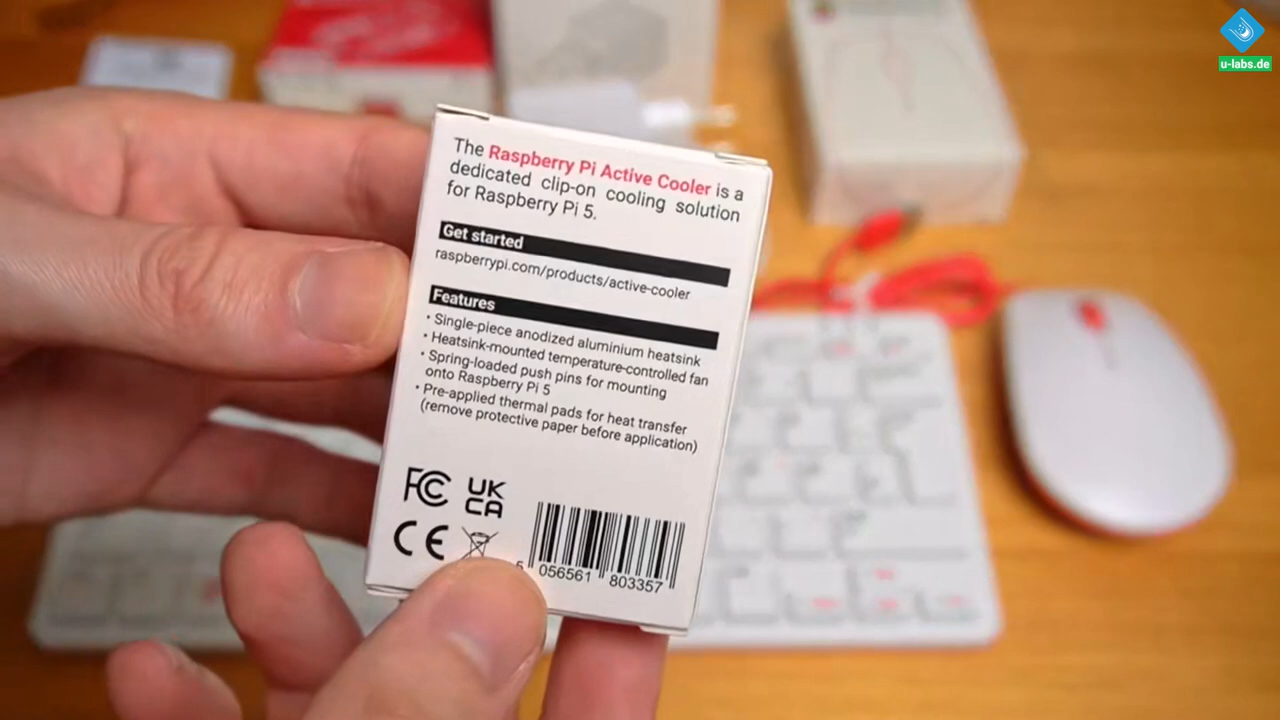 u-labs.de
The Raspberry Pi Active Cooler is a
dedicated clip-on cooling solution
for Raspberry Pi 5.
Get started
raspberrypi.com/products/active-cooler
Features
• Single-piece anodized aluminium heatsink
• Heatsink-mounted temperature-controlled fan
• Spring-loaded push pins for mounting
onto Raspberry Pi 5
• Pre-applied thermal pads for heat transfer
(remove protective paper before application)
FC
UK
CA
CE
5 056561 803357